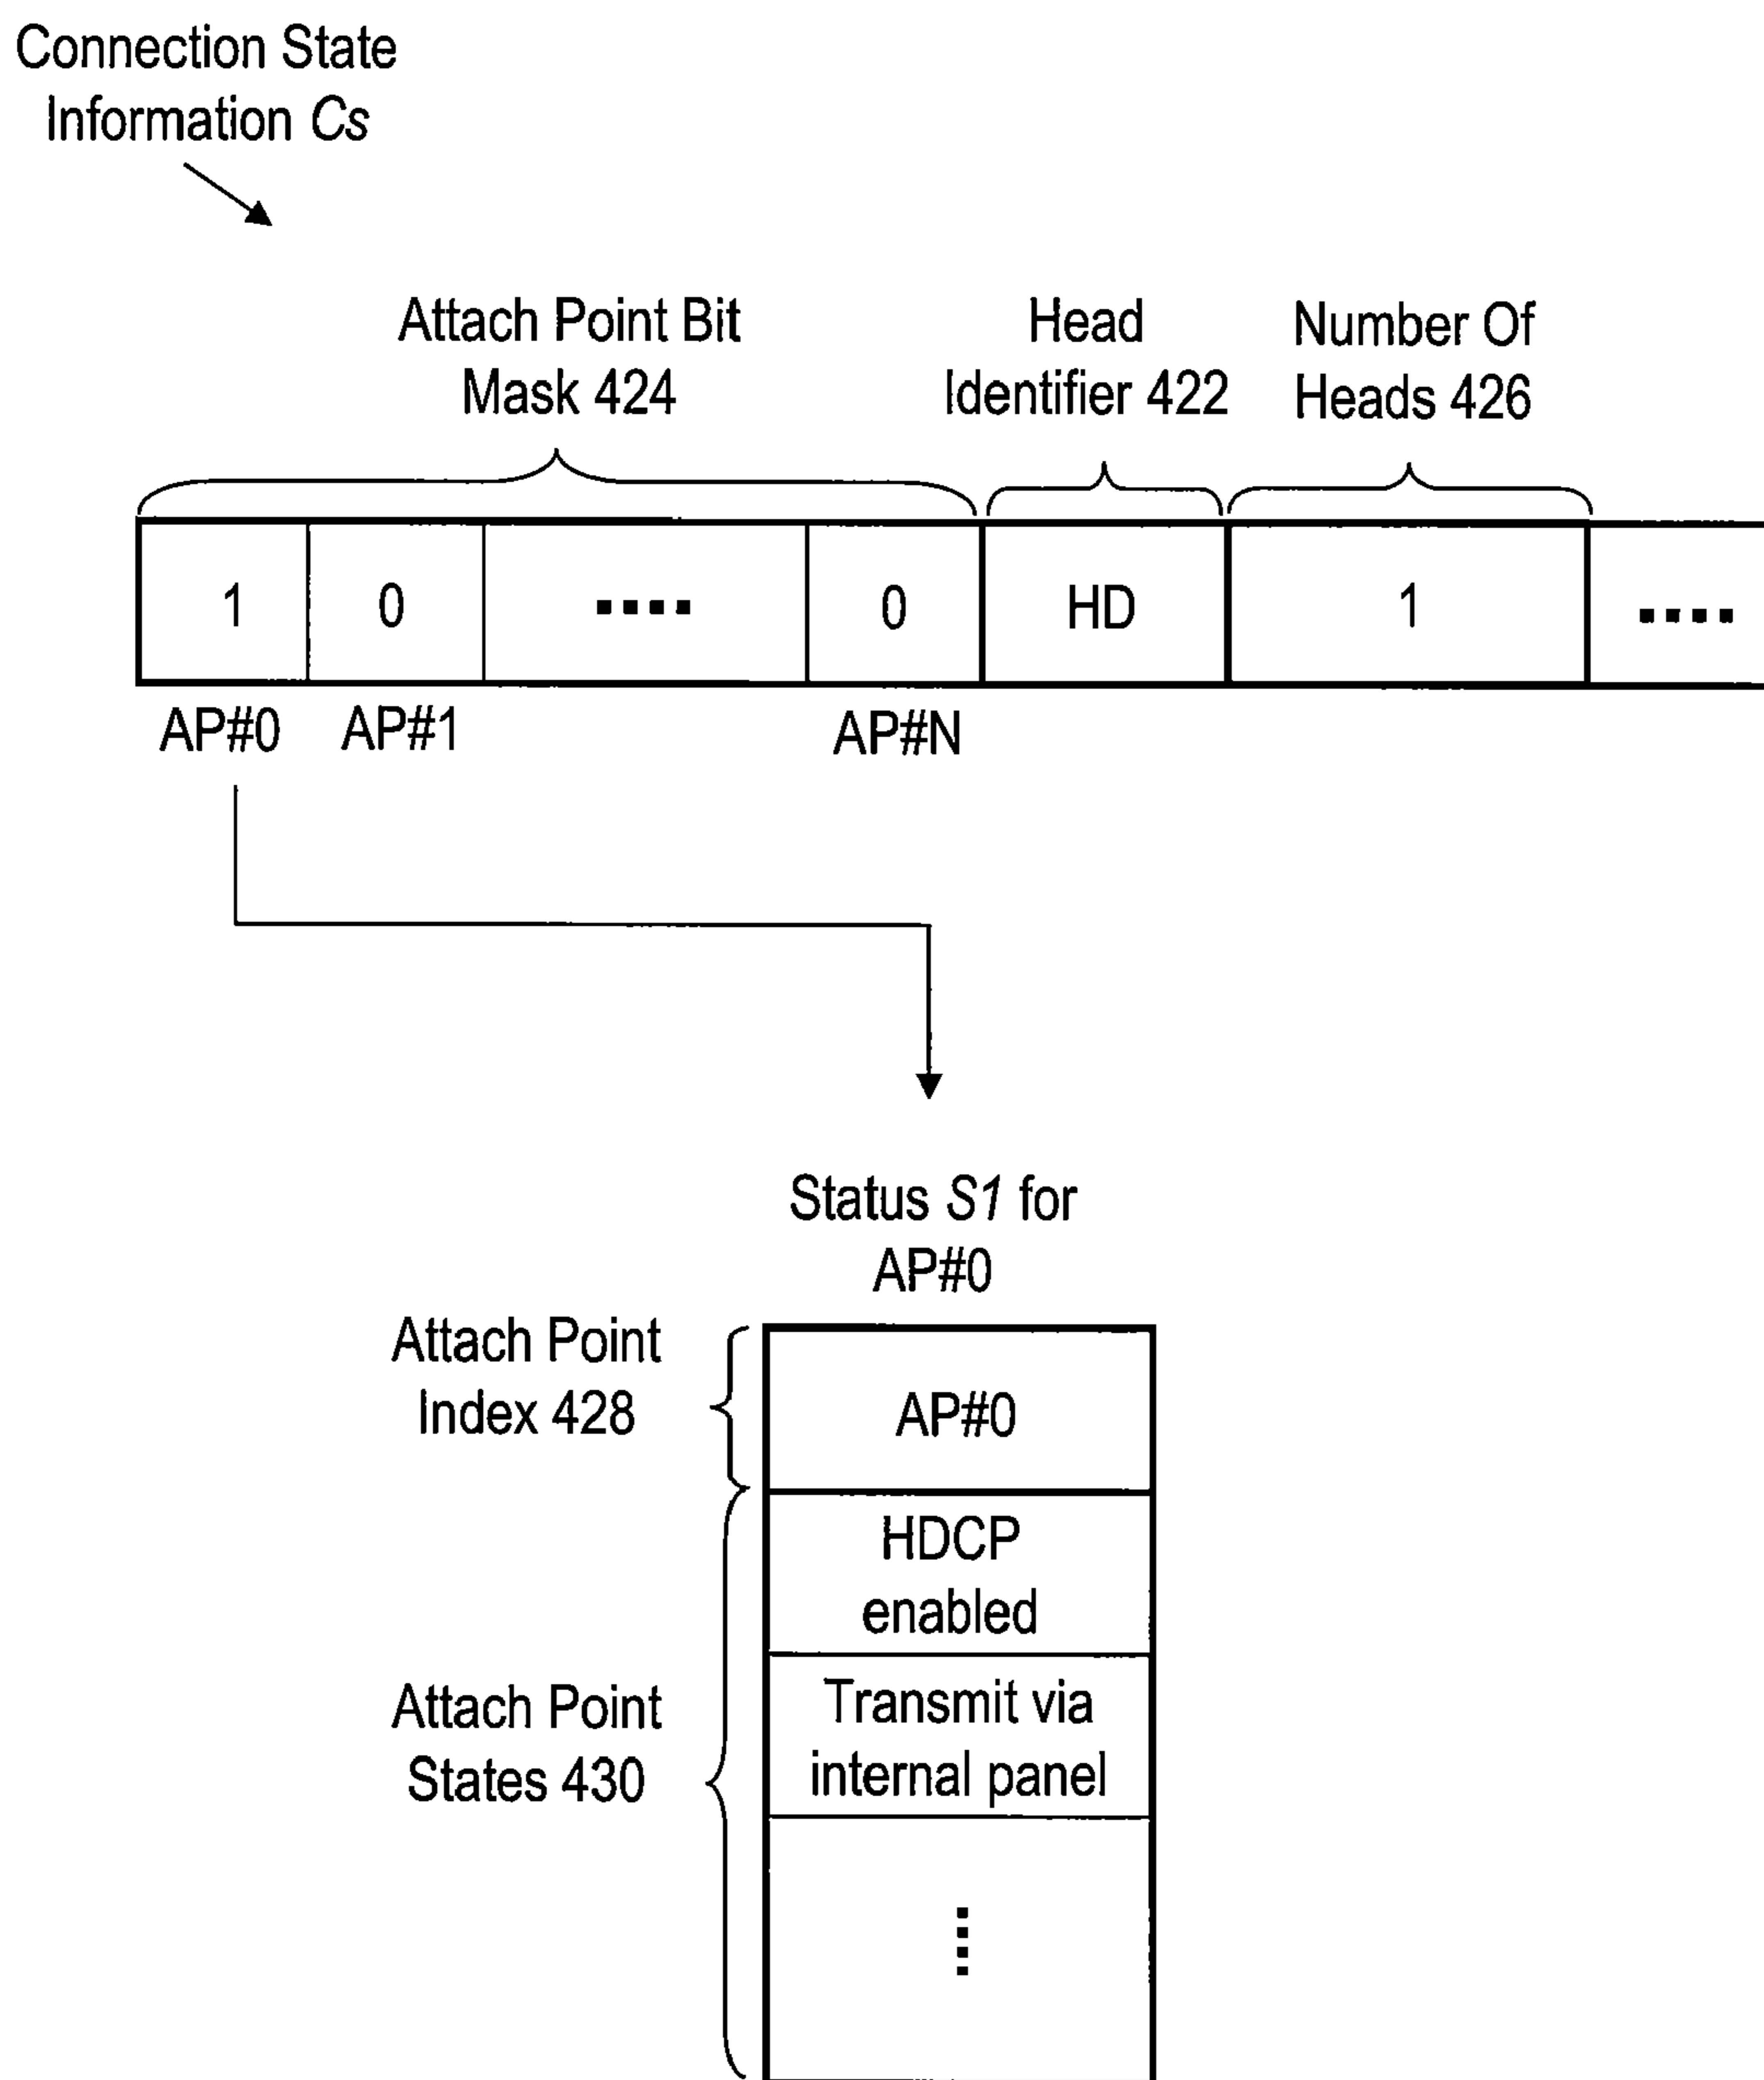 Connection State
Information Cs
Attach Point Bit
Mask 424
Head
Identifier 422
Number Of
Heads 426
1 0 .... 0 HD 1 ....
AP#0 AP#1 AP#N
Status S1 for
AP#0
Attach Point
Index 428
AP#0
HDCP
enabled
Attach Point
States 430
Transmit via
internal panel